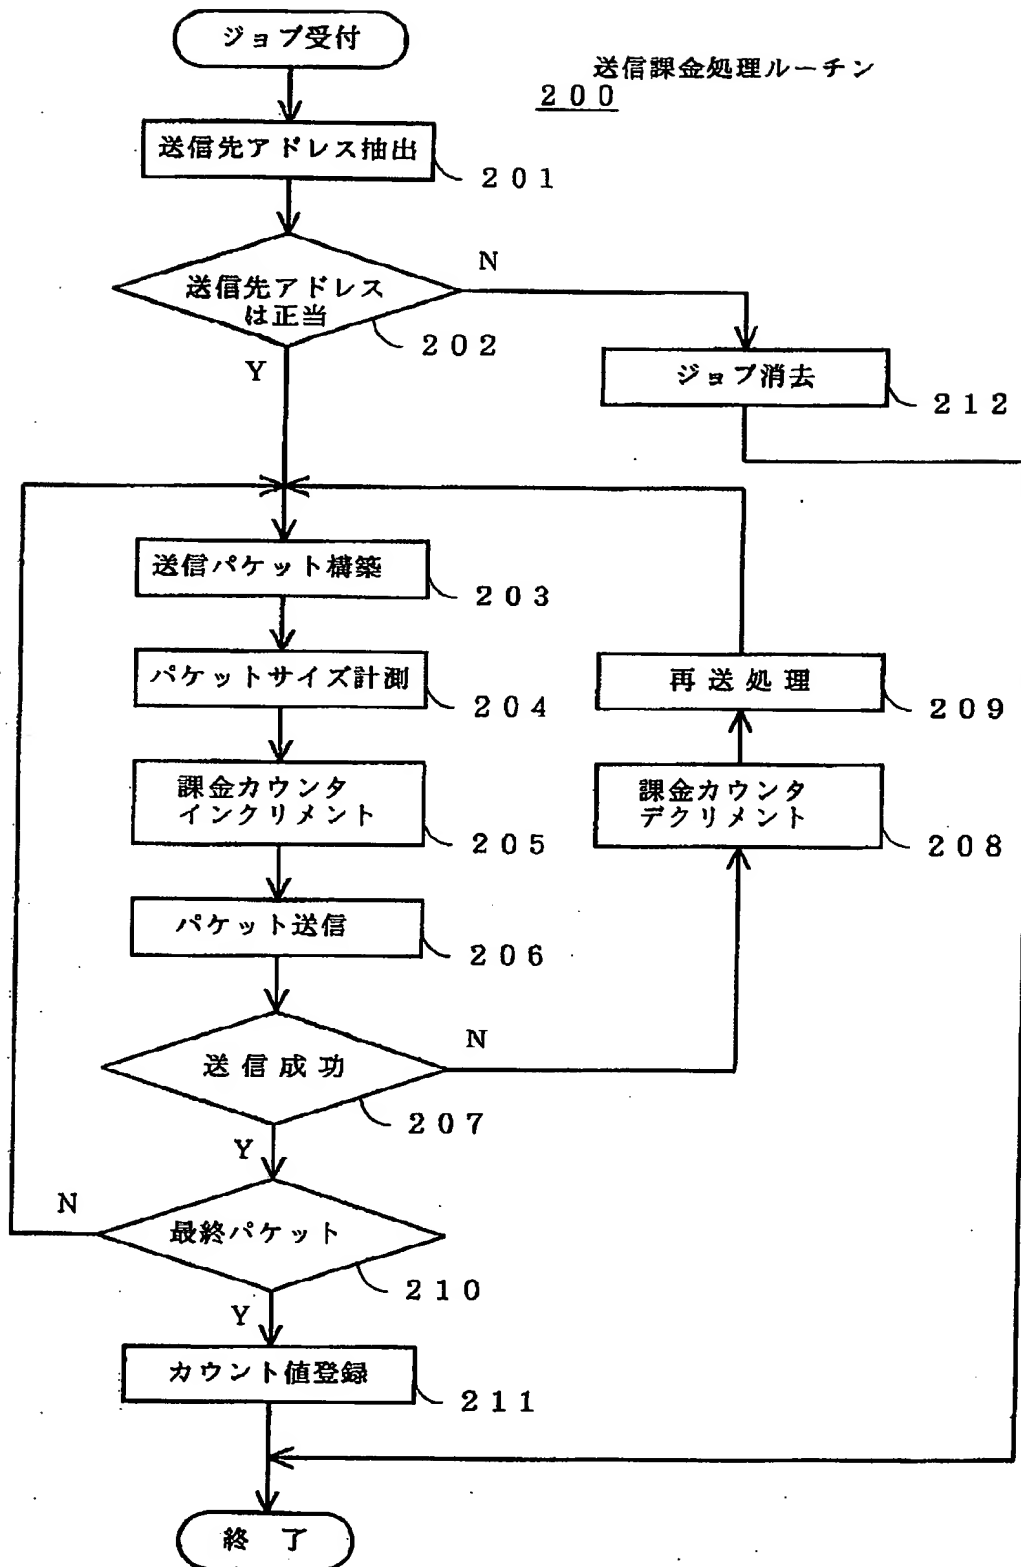 ジョブ受付
送信課金処理ルーチン
200
送信先アドレス抽出
201
送信先アドレス
は正当
N
202
Y
ジョブ消去
212
送信パケット構築
203
パケットサイズ計測
204
再送処理
209
課金カウンタ
インクリメント
205
課金カウンタ
デクリメント
208
パケット送信
206
送信成功
N
207
Y
最終パケット
N
210
Y
カウント値登録
211
終了